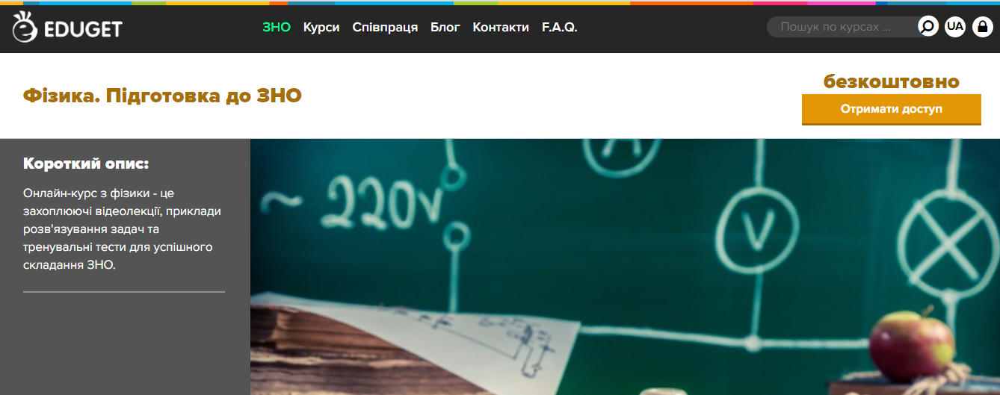 EDUGET
ЗНО Курси Співпраця Блог Контакти F.A.Q.
Пошук по курсах ...
UA
Фізика. Підготовка до ЗНО
безкоштовно
Отримати доступ
Короткий опис:
Онлайн-курс з фізики - це
захоплюючі відеолекції, приклади
розв'язування задач та
тренувальні тести для успішного
складання ЗНО.
~ 220v
A
V